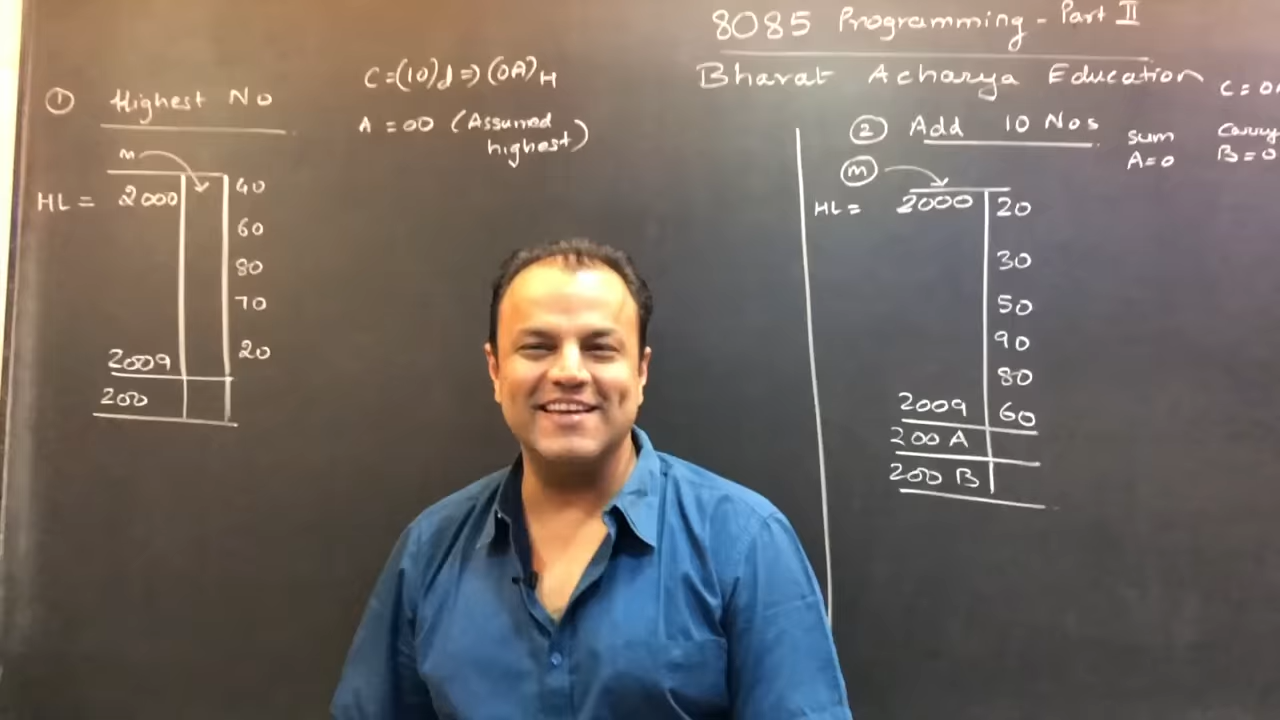 8085 Programming - Part II
Bharat Acharya Education
① Highest No
C=(10)d ⇒ (0A)H
A = 00 (Assumed highest)
M
HL = 2000 40
60
80
70
2009 20
200
② Add 10 Nos
sum
A=0
Carry
B=0
C = 0A
M
HL = 2000 20
30
50
90
80
2009 60
200A
200B